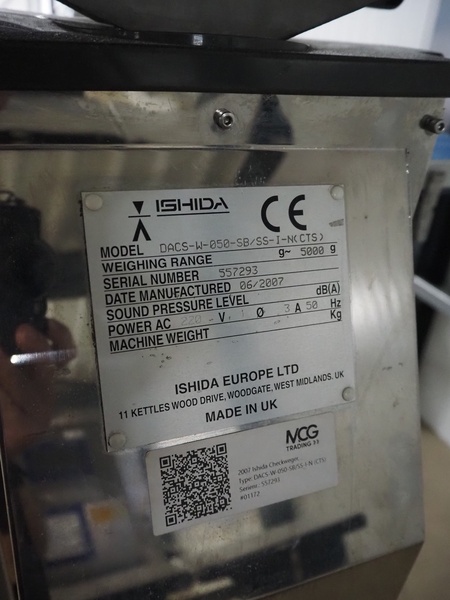 ISHIDA CE
MODEL DACS-W-050-SB/SS-I-N(CTS)
WEIGHING RANGE g~ 5000 g
SERIAL NUMBER 557293
DATE MANUFACTURED 06/2007
SOUND PRESSURE LEVEL dB(A)
POWER AC V 1 Ø 3 A 50 Hz
MACHINE WEIGHT Kg
ISHIDA EUROPE LTD
11 KETTLES WOOD DRIVE, WOODGATE, WEST MIDLANDS. UK
MADE IN UK
MCG
TRADING 11
2007 Ishida Checkweigher
Type: DACS-W-050-SB/SS-I-N-(CTS)
Serienr.: 557293
#01172